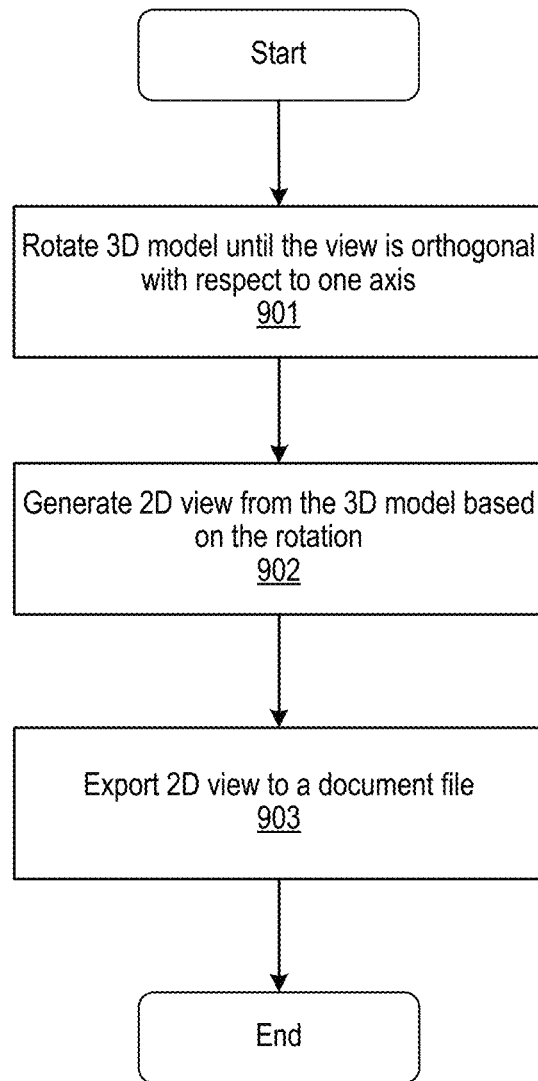 Start
Rotate 3D model until the view is orthogonal
with respect to one axis
901
Generate 2D view from the 3D model based
on the rotation
902
Export 2D view to a document file
903
End